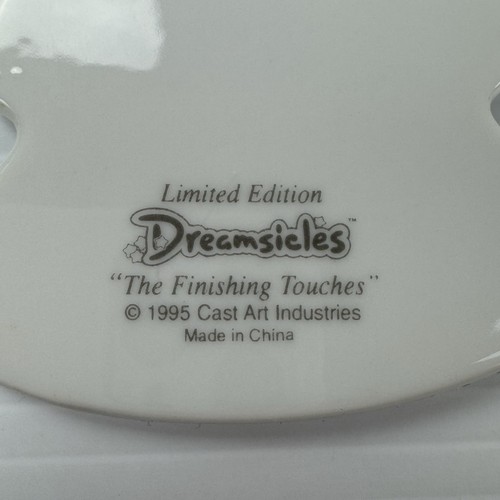 Limited Edition
Dreamsicles™
"The Finishing Touches"
© 1995 Cast Art Industries
Made in China